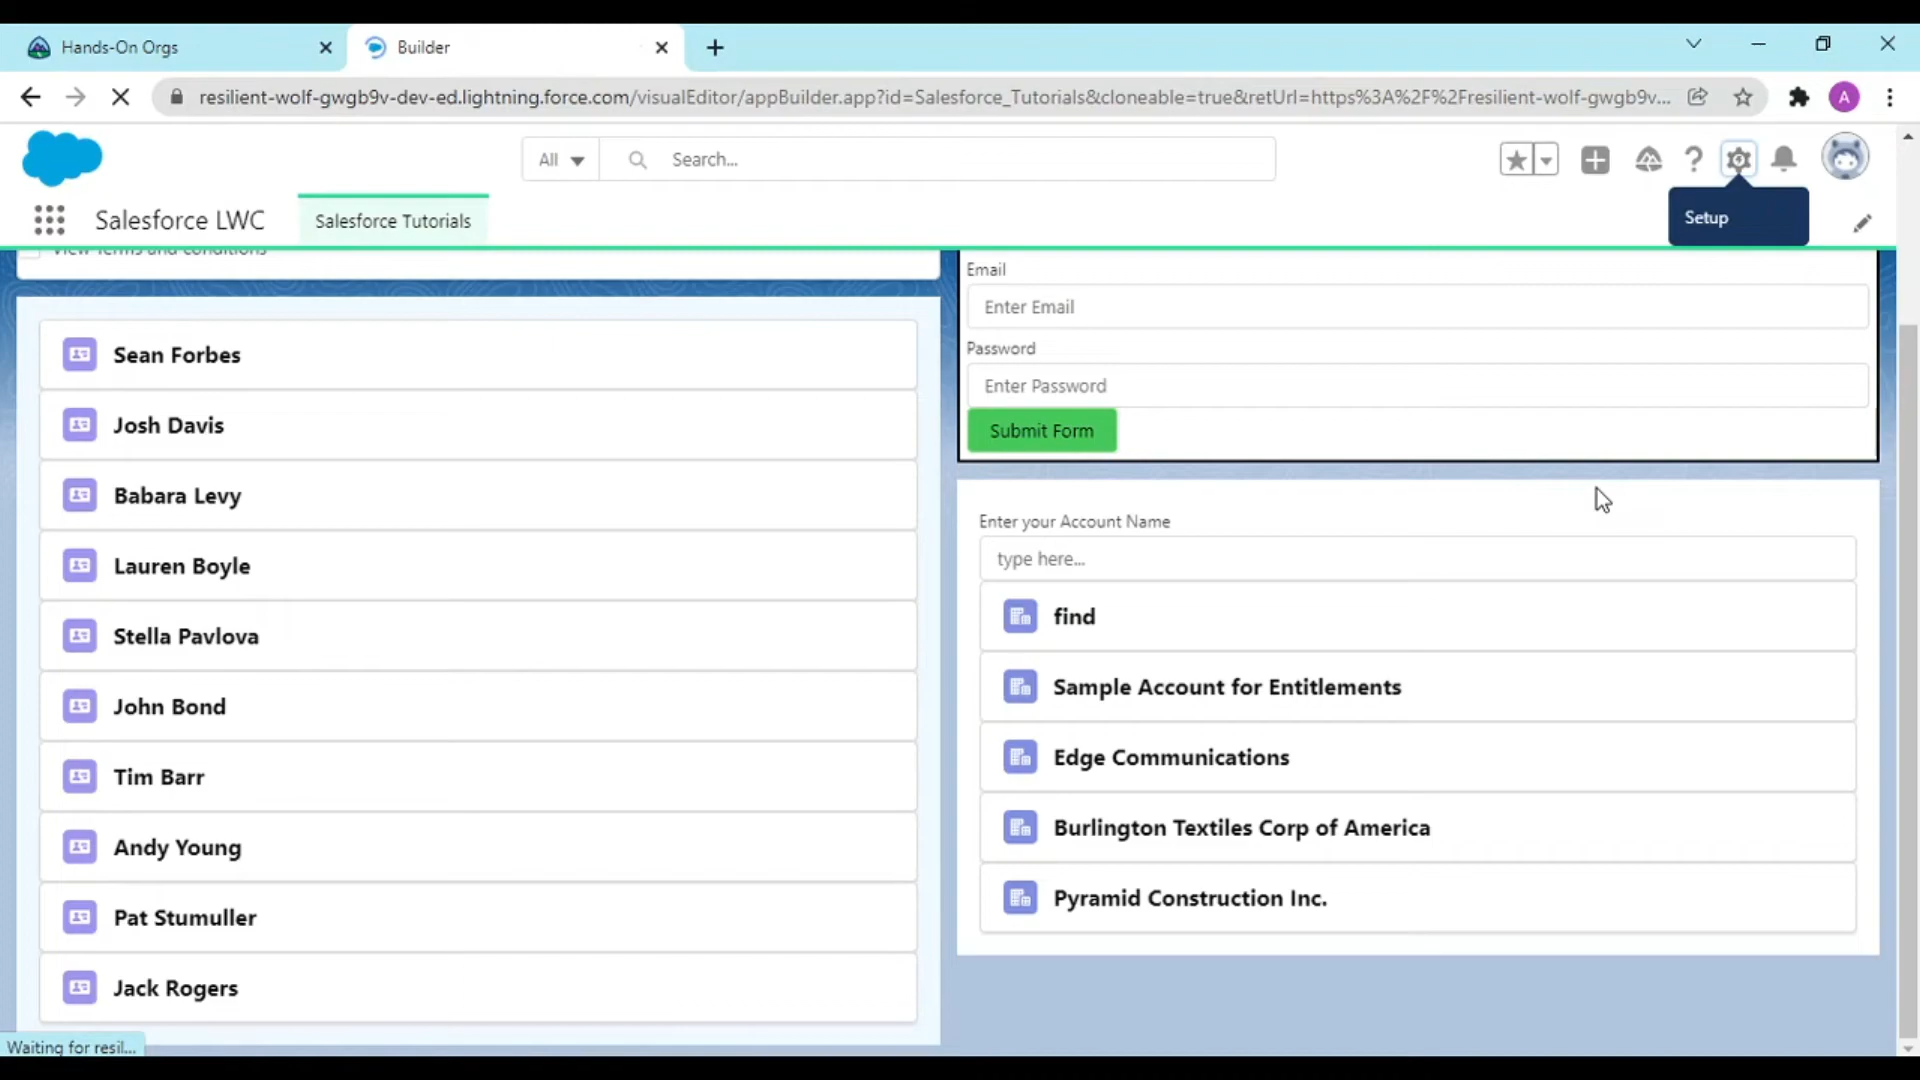 Hands-On Orgs
Builder
resilient-wolf-gwgb9v-dev-ed.lightning.force.com/visualEditor/appBuilder.app?id=Salesforce_Tutorials&cloneable=true&retUrl=https%3A%2F%2Fresilient-wolf-gwgb9v...
A
All
Search...
Salesforce LWC
Salesforce Tutorials
Setup
View Terms and Conditions
Sean Forbes
Josh Davis
Babara Levy
Lauren Boyle
Stella Pavlova
John Bond
Tim Barr
Andy Young
Pat Stumuller
Jack Rogers
Email
Enter Email
Password
Enter Password
Submit Form
Enter your Account Name
type here...
find
Sample Account for Entitlements
Edge Communications
Burlington Textiles Corp of America
Pyramid Construction Inc.
Waiting for resil...